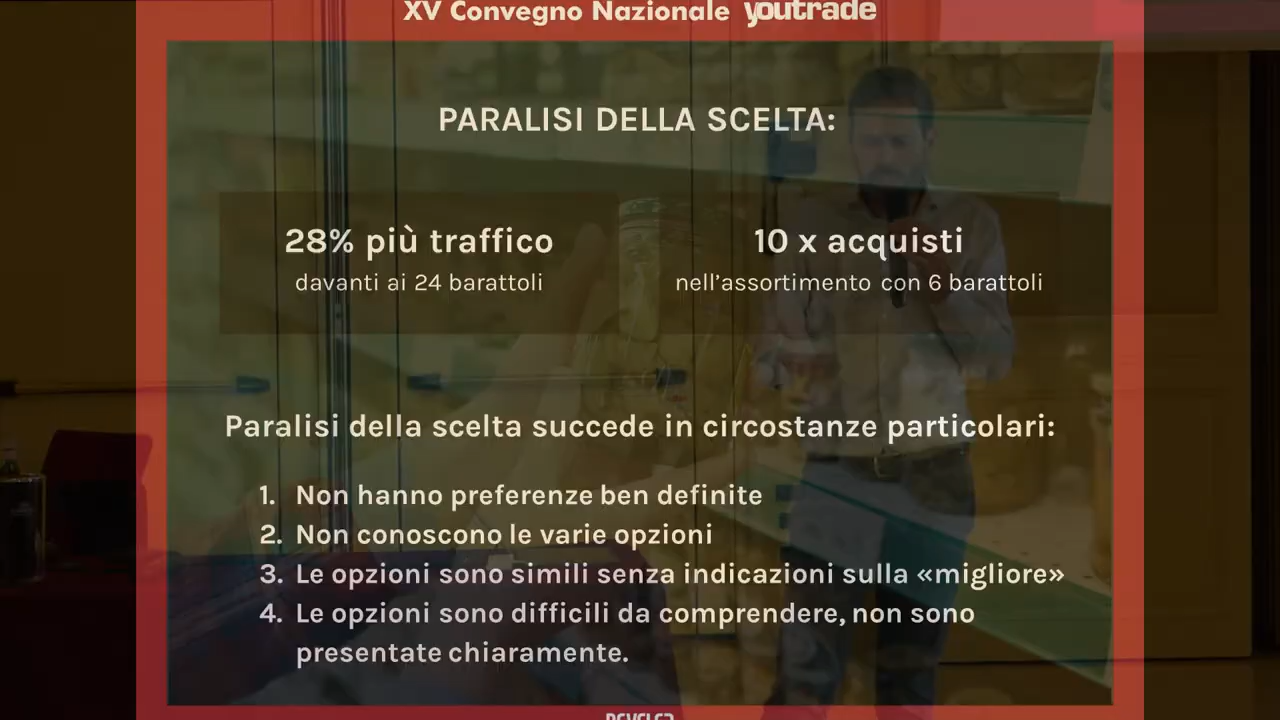 XV Convegno Nazionale youtrade
PARALISI DELLA SCELTA:
28% più traffico
davanti ai 24 barattoli
10 x acquisti
nell'assortimento con 6 barattoli
Paralisi della scelta succede in circostanze particolari:
1. Non hanno preferenze ben definite
2. Non conoscono le varie opzioni
3. Le opzioni sono simili senza indicazioni sulla «migliore»
4. Le opzioni sono difficili da comprendere, non sono
presentate chiaramente.